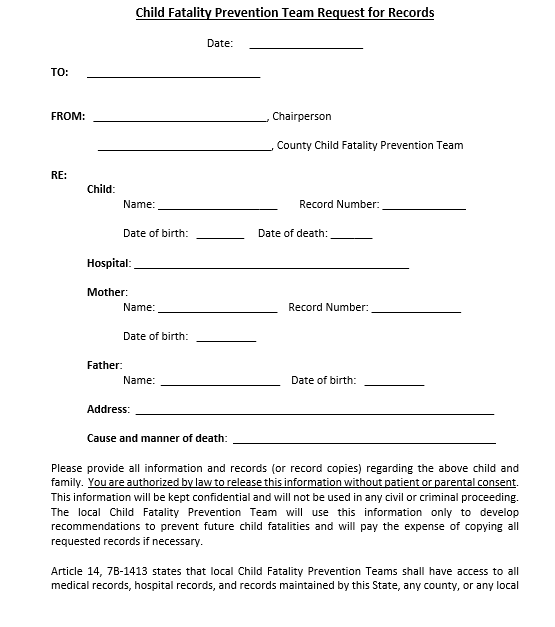 Child Fatality Prevention Team Request for Records
Date: ____________________
TO: ______________________________
FROM: ______________________________, Chairperson
______________________________, County Child Fatality Prevention Team
RE:
Child:
Name: ____________________ Record Number: ______________
Date of birth: ________ Date of death: _______
Hospital: ________________________________________________
Mother:
Name: ____________________ Record Number: _______________
Date of birth: __________
Father:
Name: ____________________ Date of birth: __________
Address: ______________________________________________________________
Cause and manner of death: ______________________________________________
Please provide all information and records (or record copies) regarding the above child and
family. You are authorized by law to release this information without patient or parental consent.
This information will be kept confidential and will not be used in any civil or criminal proceeding.
The local Child Fatality Prevention Team will use this information only to develop
recommendations to prevent future child fatalities and will pay the expense of copying all
requested records if necessary.
Article 14, 7B-1413 states that local Child Fatality Prevention Teams shall have access to all
medical records, hospital records, and records maintained by this State, any county, or any local